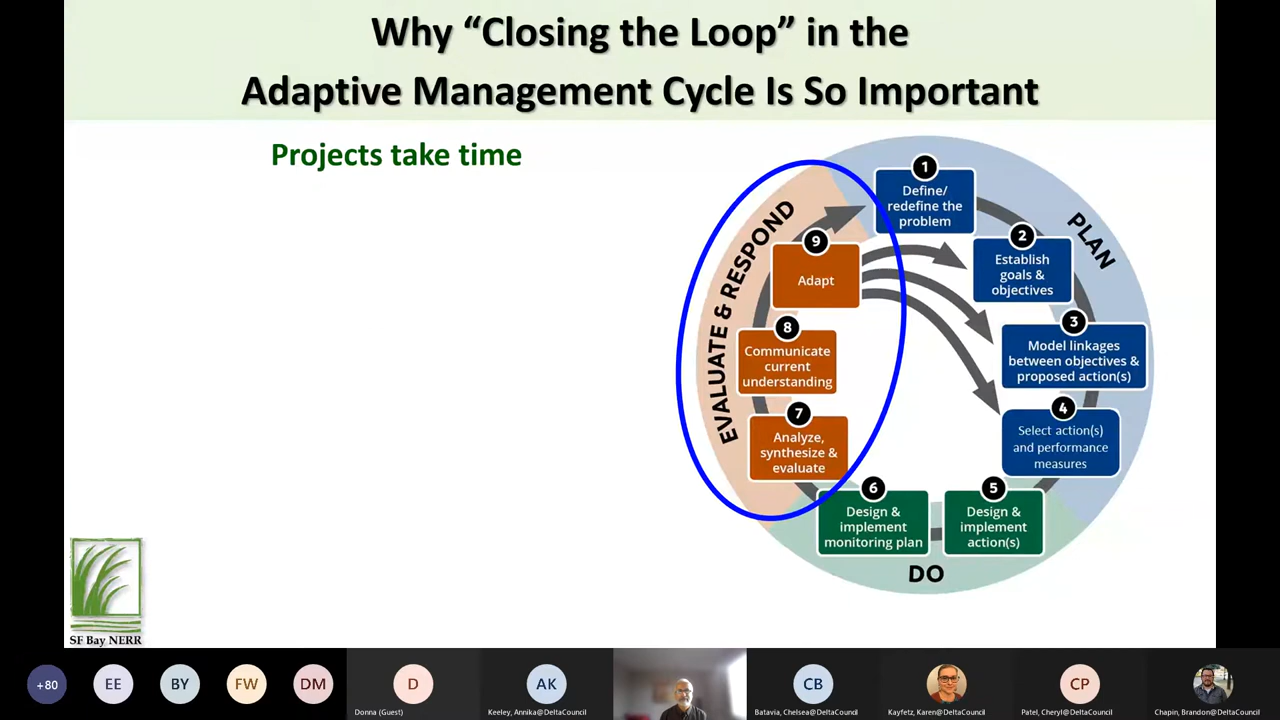 Why “Closing the Loop” in the
Adaptive Management Cycle Is So Important
Projects take time
1
Define/
redefine the
problem
2
Establish
goals &
objectives
3
Model linkages
between objectives &
proposed action(s)
4
Select action(s)
and performance
measures
PLAN
5
Design &
implement
action(s)
6
Design &
implement
monitoring plan
DO
7
Analyze,
synthesize &
evaluate
8
Communicate
current
understanding
9
Adapt
EVALUATE & RESPOND
SF Bay NERR
+80
EE
BY
FW
DM
D
Donna (Guest)
AK
Keeley, Annika@DeltaCouncil
CB
Batavia, Chelsea@DeltaCouncil
Kayfetz, Karen@DeltaCouncil
CP
Patel, Cheryl@DeltaCouncil
Chapin, Brandon@DeltaCouncil